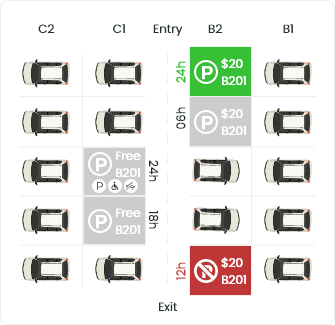 C2 C1 Entry B2 B1
24h P $20
B201
06h P $20
B201
P Free
B201 24h
P
P Free
B201 18h
12h P $20
B201
Exit